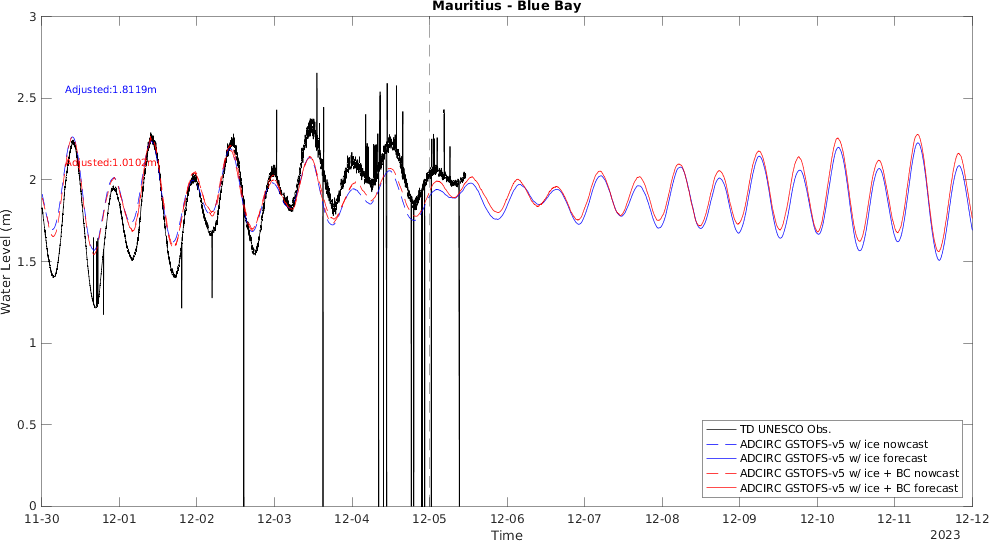 Mauritius - Blue Bay
Water Level (m)
3
2.5
2
1.5
1
0.5
0
Adjusted:1.8119m
Adjusted:1.0102m
TD UNESCO Obs.
ADCIRC GSTOFS-v5 w/ ice nowcast
ADCIRC GSTOFS-v5 w/ ice forecast
ADCIRC GSTOFS-v5 w/ ice + BC nowcast
ADCIRC GSTOFS-v5 w/ ice + BC forecast
11-30 12-01 12-02 12-03 12-04 12-05 12-06 12-07 12-08 12-09 12-10 12-11 12-12
Time
2023